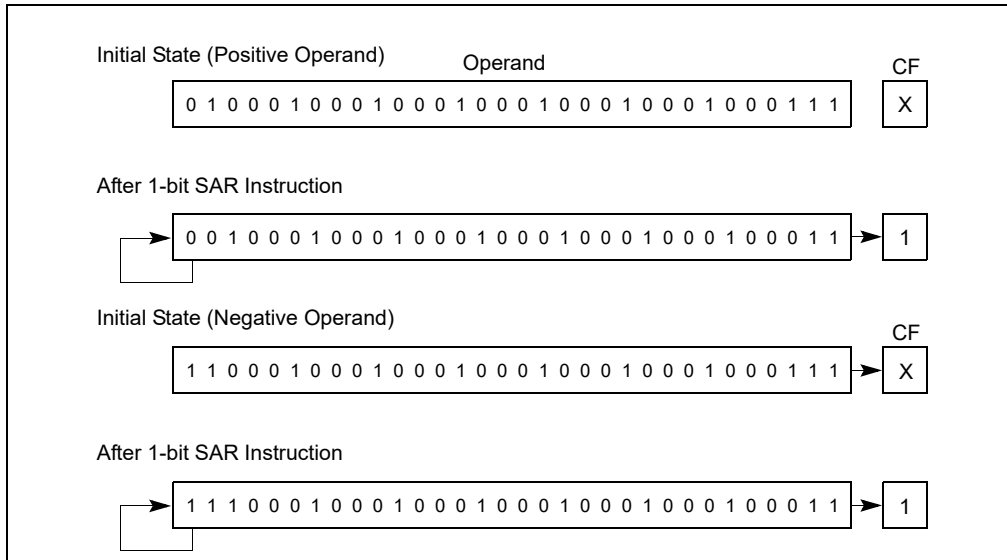 Initial State (Positive Operand)
Operand
CF
0 1 0 0 0 1 0 0 0 1 0 0 0 1 0 0 0 1 0 0 0 1 0 0 0 1 0 0 0 1 1 1 X
After 1-bit SAR Instruction
0 0 1 0 0 0 1 0 0 0 1 0 0 0 1 0 0 0 1 0 0 0 1 0 0 0 1 0 0 0 1 1 1
Initial State (Negative Operand)
CF
1 1 0 0 0 1 0 0 0 1 0 0 0 1 0 0 0 1 0 0 0 1 0 0 0 1 0 0 0 1 1 1 X
After 1-bit SAR Instruction
1 1 1 0 0 0 1 0 0 0 1 0 0 0 1 0 0 0 1 0 0 0 1 0 0 0 1 0 0 0 1 1 1